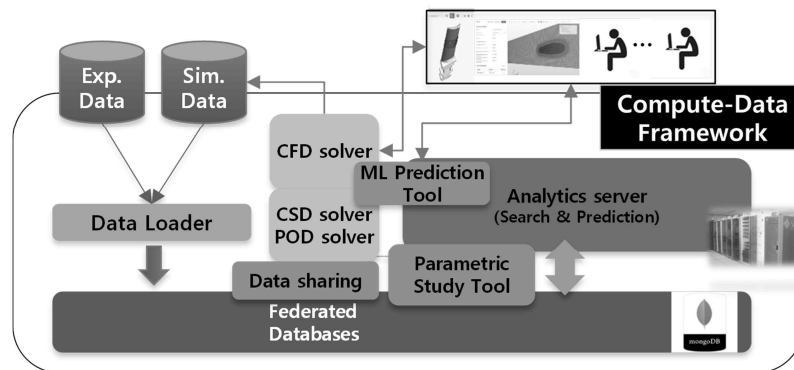 Exp.
Data
Sim.
Data
Compute-Data
Framework
CFD solver
ML Prediction
Tool
Analytics server
(Search & Prediction)
Data Loader
CSD solver
POD solver
Data sharing
Parametric
Study Tool
Federated
Databases
mongoDB